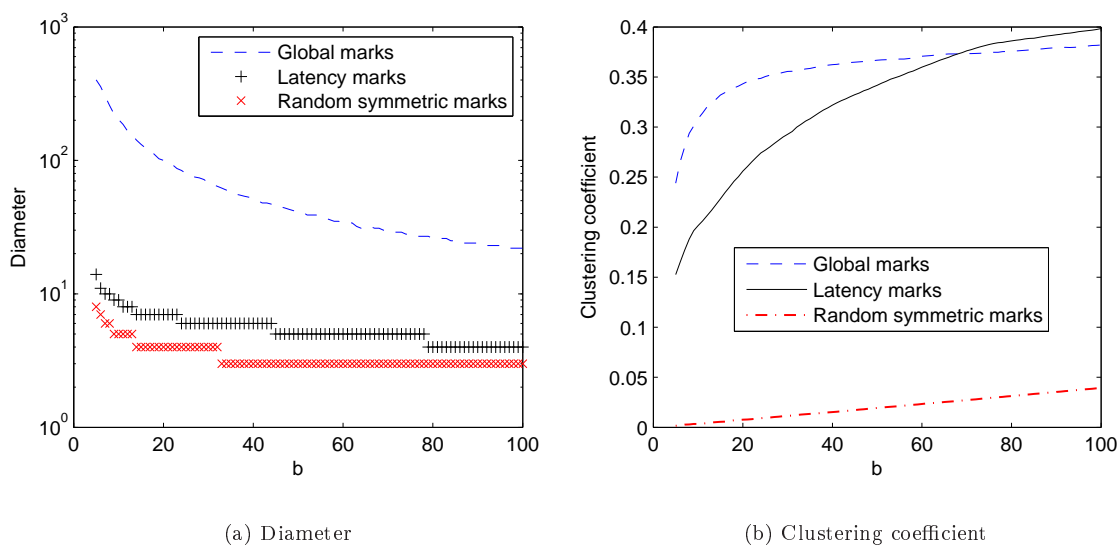 10^3
10^2
10^1
10^0
Diameter
0 20 40 60 80 100
b
Global marks
Latency marks
Random symmetric marks
(a) Diameter
0.4
0.35
0.3
0.25
0.2
0.15
0.1
0.05
0
Clustering coefficient
0 20 40 60 80 100
b
Global marks
Latency marks
Random symmetric marks
(b) Clustering coefficient